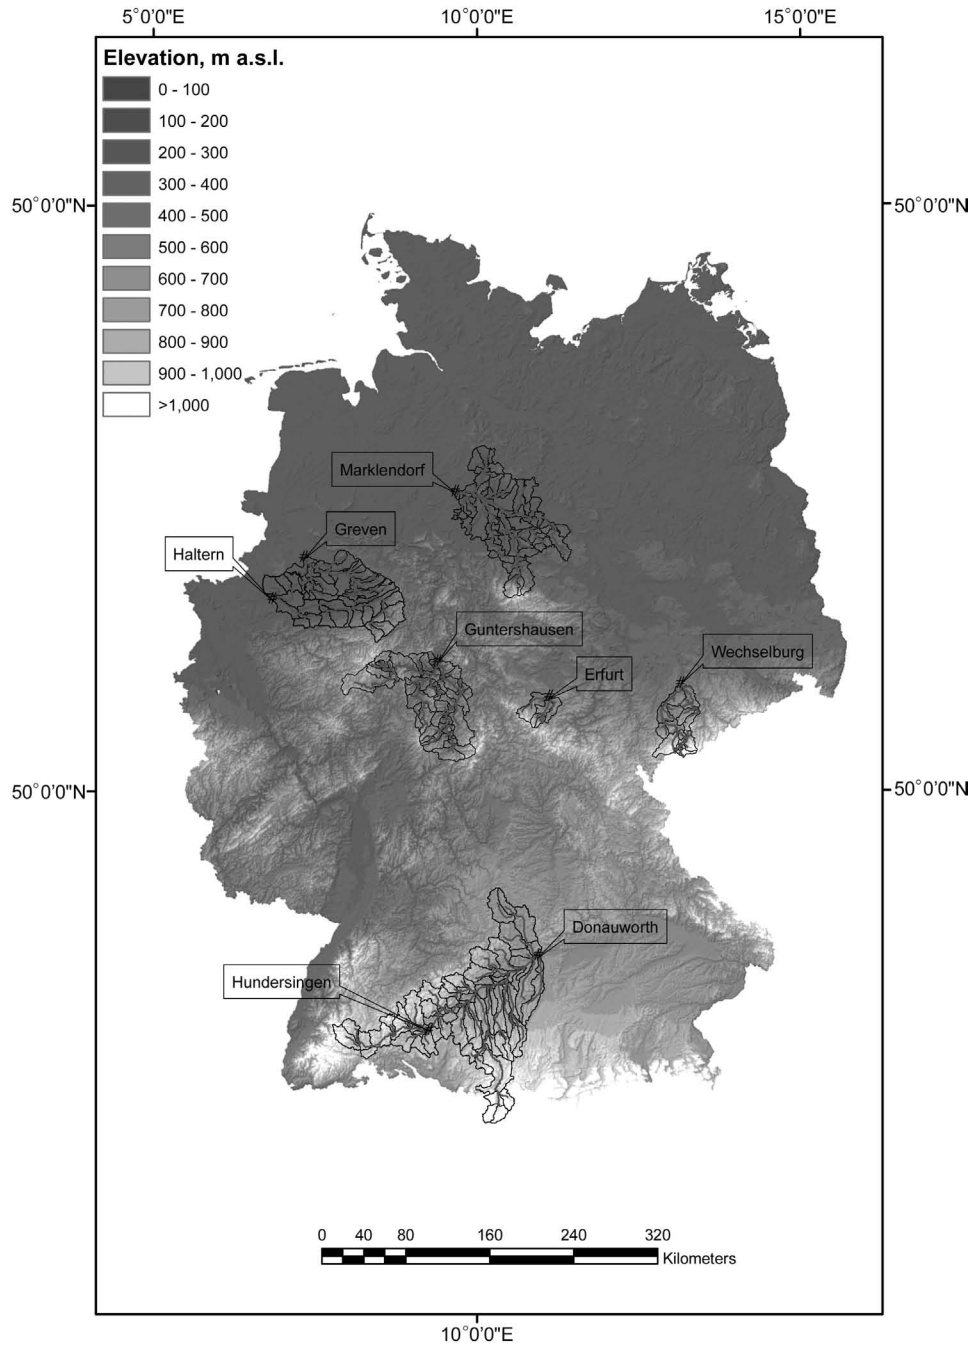 5°0'0"E 10°0'0"E 15°0'0"E
Elevation, m a.s.l.
0 - 100
100 - 200
200 - 300
300 - 400
400 - 500
500 - 600
600 - 700
700 - 800
800 - 900
900 - 1,000
>1,000
50°0'0"N 50°0'0"N
Marklendorf
Greven
Haltern
Guntershausen
Wechselburg
Erfurt
50°0'0"N 50°0'0"N
Donauworth
Hundersingen
0 40 80 160 240 320
Kilometers
10°0'0"E